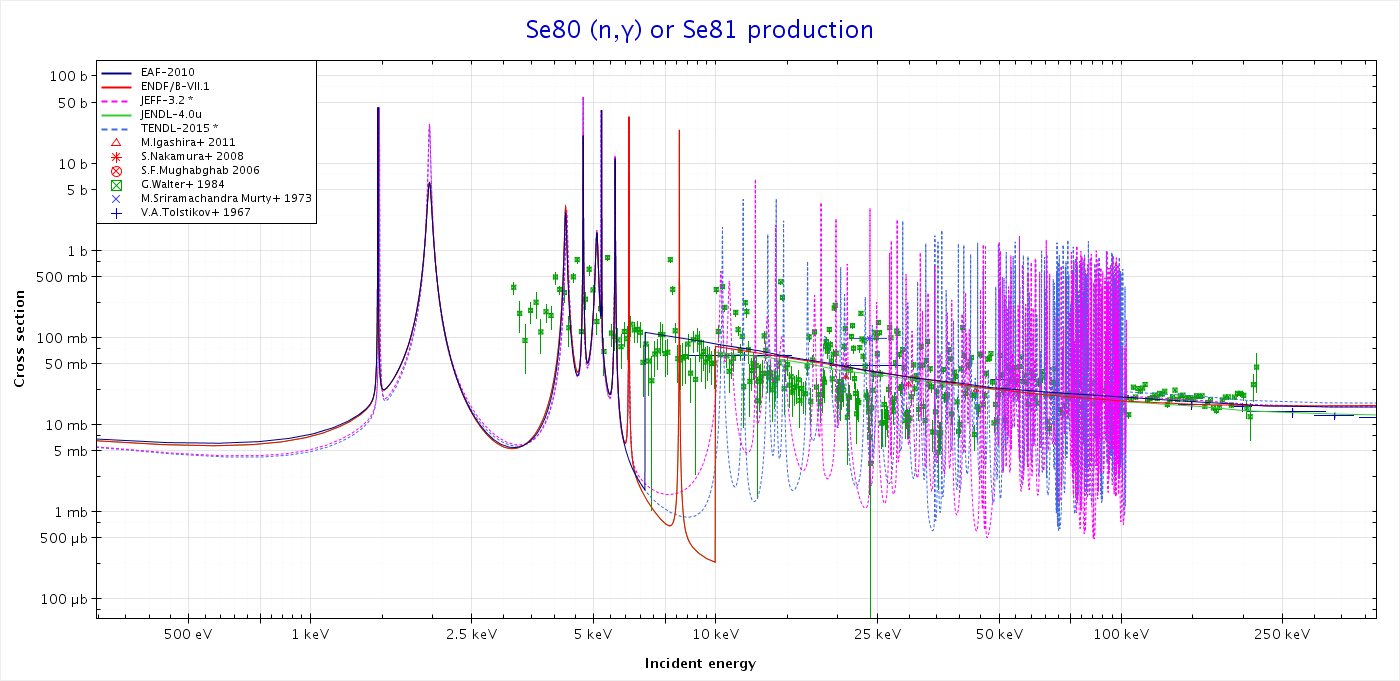 Se80 (n,γ) or Se81 production
EAF-2010
ENDF/B-VII.1
JEFF-3.2 *
JENDL-4.0u
TENDL-2015 *
M.Igashira+ 2011
S.Nakamura+ 2008
S.F.Mughabghab 2006
G.Walter+ 1984
M.Sriramachandra Murty+ 1973
V.A.Tolstikov+ 1967
100 b
50 b
10 b
5 b
1 b
500 mb
100 mb
50 mb
10 mb
5 mb
1 mb
500 µb
100 µb
Cross section
500 eV 1 keV 2.5 keV 5 keV 10 keV 25 keV 50 keV 100 keV 250 keV
Incident energy